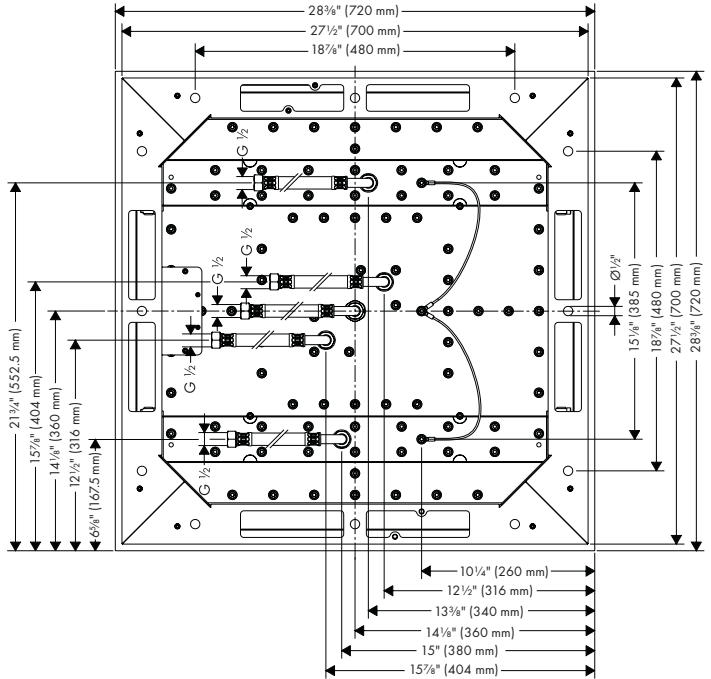 28⅜" (720 mm)
27½" (700 mm)
18⅞" (480 mm)
G ½
G ½
G ½
G ½
G ½
Ø½"
21¾" (552.5 mm)
15⅞" (404 mm)
14⅛" (360 mm)
12½" (316 mm)
6⅝" (167.5 mm)
15⅛" (385 mm)
18⅞" (480 mm)
27½" (700 mm)
28⅜" (720 mm)
10¼" (260 mm)
12½" (316 mm)
13⅜" (340 mm)
14⅛" (360 mm)
15" (380 mm)
15⅞" (404 mm)